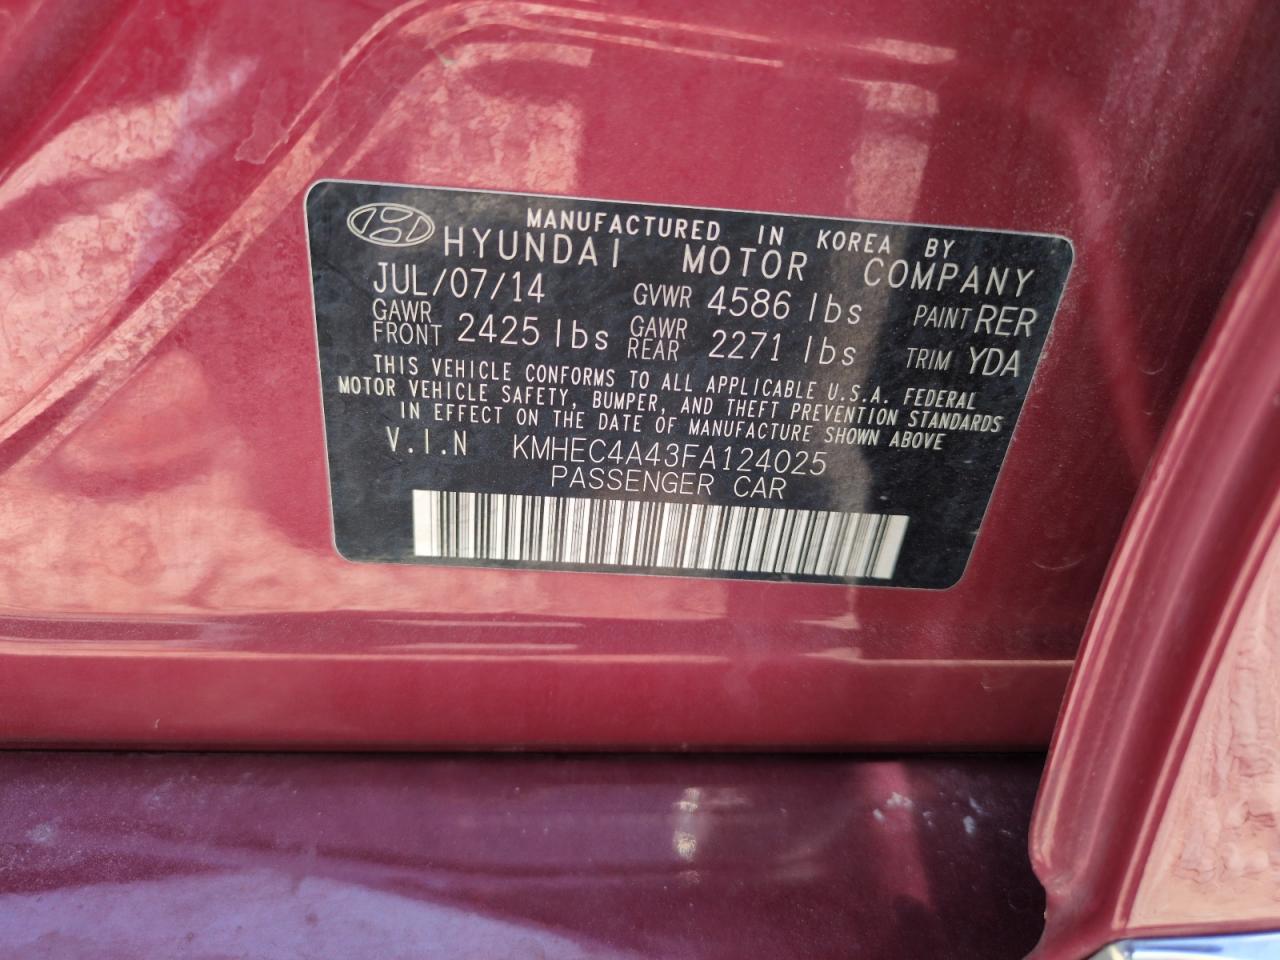 MANUFACTURED IN KOREA BY
HYUNDAI MOTOR COMPANY
JUL/07/14 GVWR 4586 lbs PAINT RER
GAWR FRONT 2425 lbs GAWR REAR 2271 lbs TRIM YDA
THIS VEHICLE CONFORMS TO ALL APPLICABLE U.S.A. FEDERAL
MOTOR VEHICLE SAFETY, BUMPER, AND THEFT PREVENTION STANDARDS
IN EFFECT ON THE DATE OF MANUFACTURE SHOWN ABOVE
V.I.N KMHEC4A43FA124025
PASSENGER CAR